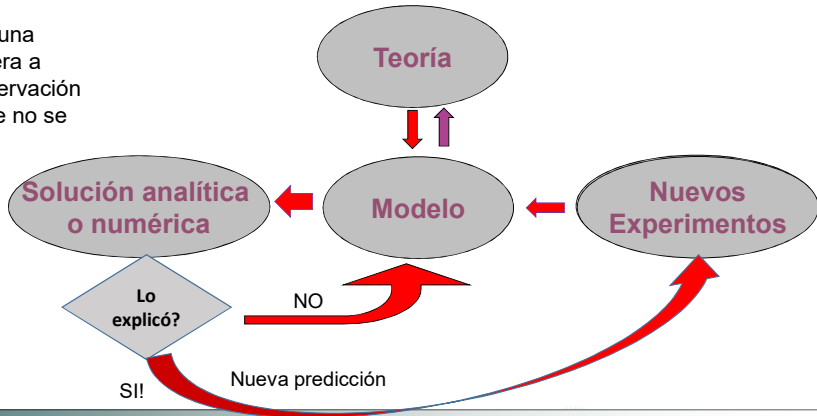 una
era a
ervación
e no se
Teoría
Solución analítica
o numérica
Modelo
Nuevos
Experimentos
Lo
explicó?
NO
SI!
Nueva predicción